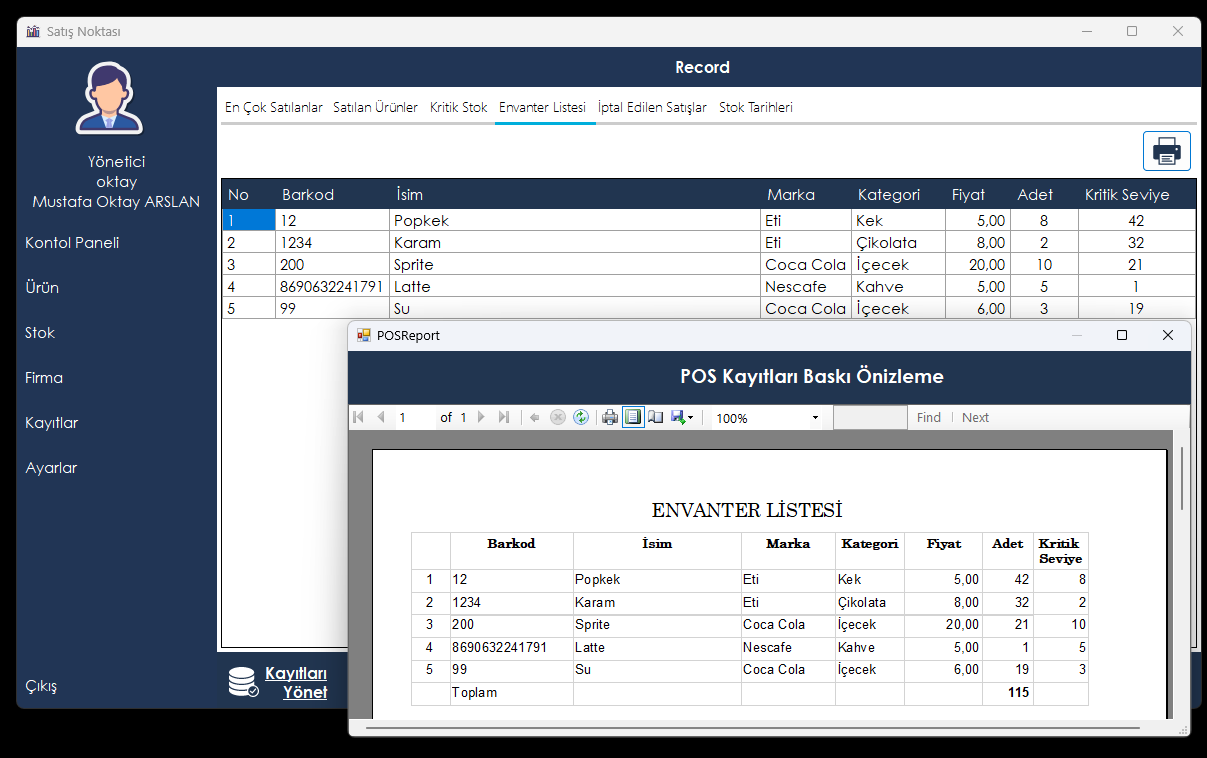 Satış Noktası
Record
Yönetici
oktay
Mustafa Oktay ARSLAN
Kontol Paneli
Ürün
Stok
Firma
Kayıtlar
Ayarlar
Çıkış
En Çok Satılanlar Satılan Ürünler Kritik Stok Envanter Listesi İptal Edilen Satışlar Stok Tarihleri
No Barkod İsim Marka Kategori Fiyat Adet Kritik Seviye
1 12 Popkek Eti Kek 5,00 8 42
2 1234 Karam Eti Çikolata 8,00 2 32
3 200 Sprite Coca Cola İçecek 20,00 10 21
4 8690632241791 Latte Nescafe Kahve 5,00 5 1
5 99 Su Coca Cola İçecek 6,00 3 19
Kayıtları
Yönet
POSReport
POS Kayıtları Baskı Önizleme
1 of 1 100% Find Next
ENVANTER LİSTESİ
Barkod İsim Marka Kategori Fiyat Adet Kritik
Seviye
1 12 Popkek Eti Kek 5,00 42 8
2 1234 Karam Eti Çikolata 8,00 32 2
3 200 Sprite Coca Cola İçecek 20,00 21 10
4 8690632241791 Latte Nescafe Kahve 5,00 1 5
5 99 Su Coca Cola İçecek 6,00 19 3
Toplam 115